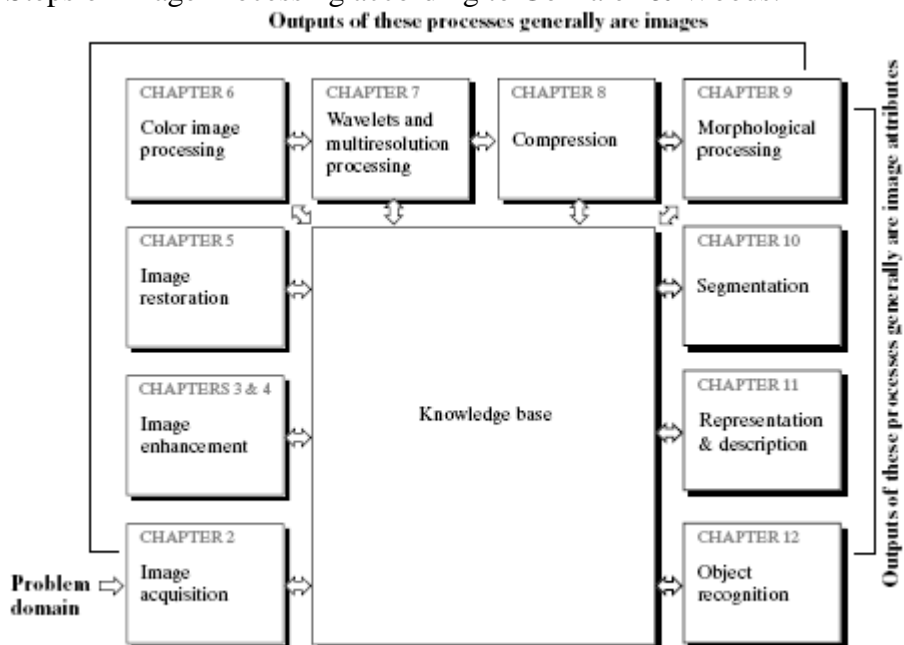 Steps of Image Processing according to Gonzalez & Woods:
Outputs of these processes generally are images
CHAPTER 6
Color image
processing
CHAPTER 7
Wavelets and
multiresolution
processing
CHAPTER 8
Compression
CHAPTER 9
Morphological
processing
CHAPTER 5
Image
restoration
CHAPTERS 3 & 4
Image
enhancement
CHAPTER 2
Image
acquisition
Problem
domain
Knowledge base
CHAPTER 10
Segmentation
CHAPTER 11
Representation
& description
CHAPTER 12
Object
recognition
Outputs of these processes generally are image attributes